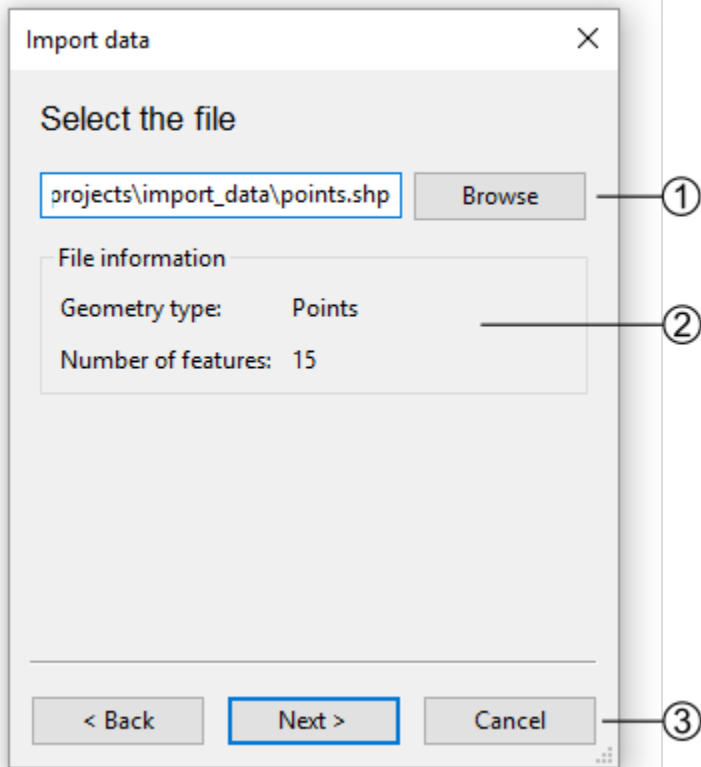 Import data
Select the file
projects\import_data\points.shp Browse ①
File information
Geometry type: Points ②
Number of features: 15
< Back Next > Cancel ③